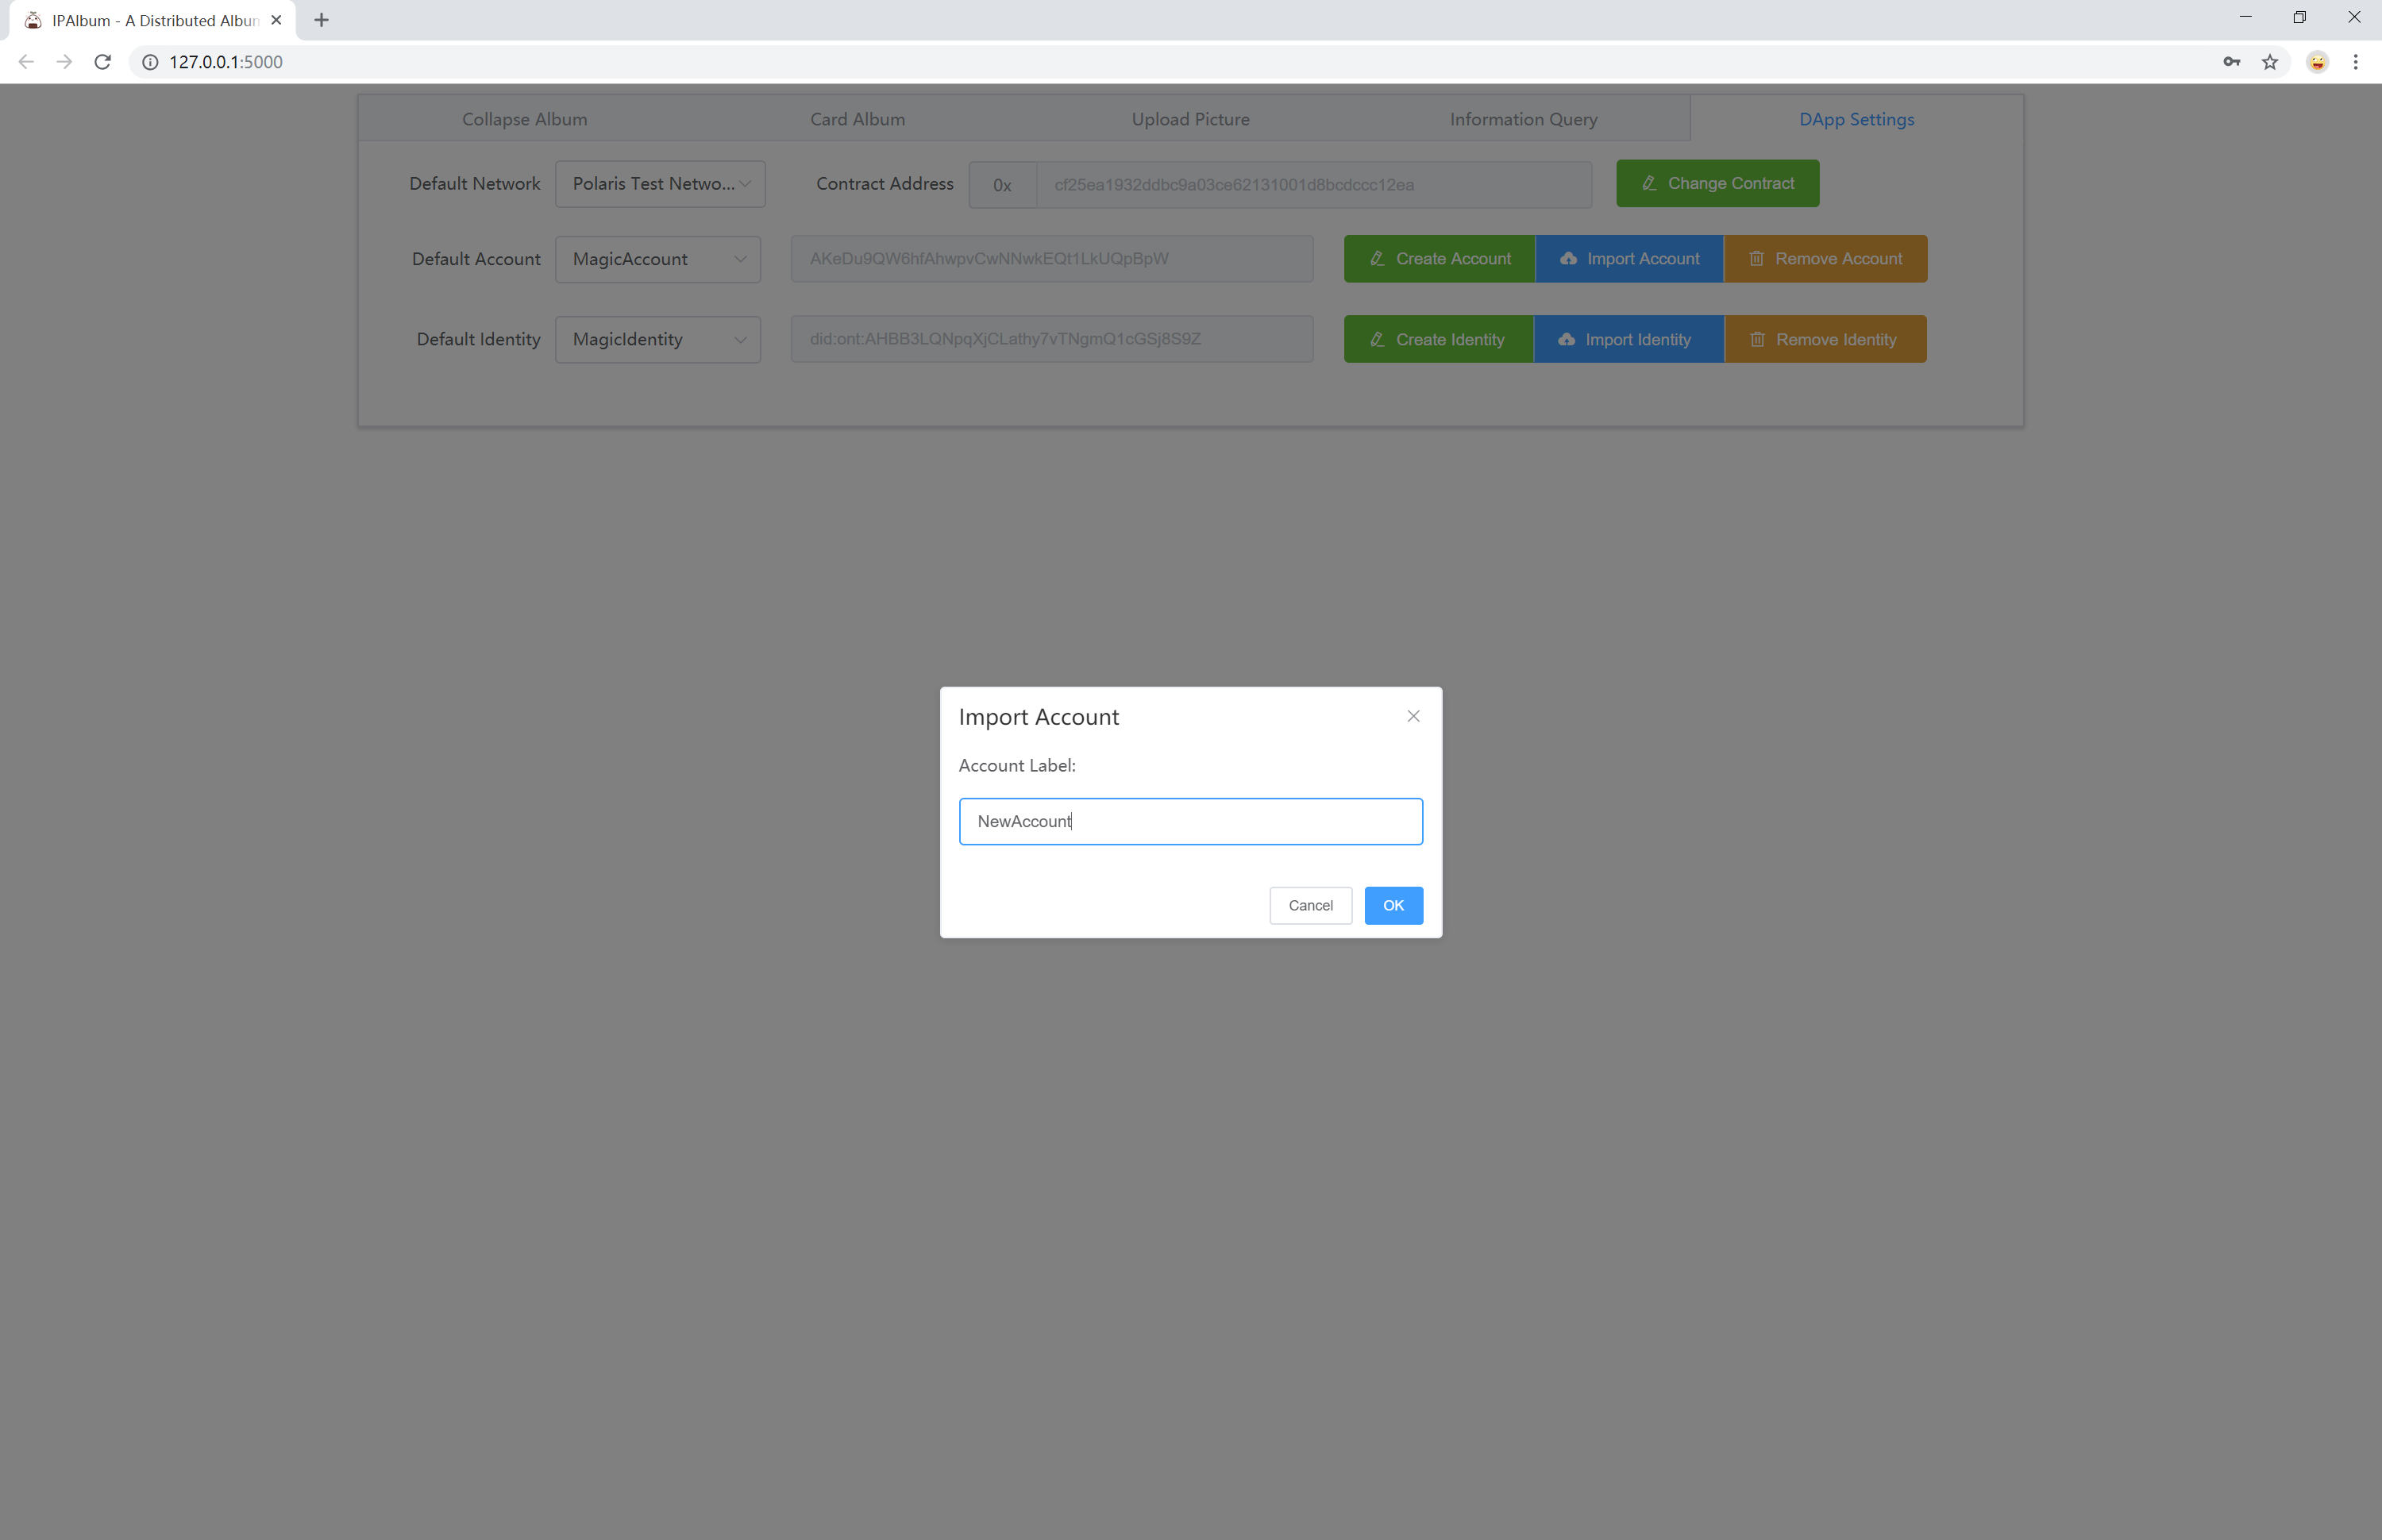 IPAlbum - A Distributed Albu
127.0.0.1:5000
Collapse Album Card Album Upload Picture Information Query DApp Settings
Default Network Polaris Test Netwo... Contract Address 0x cf25ea1932ddbc9a03ce62131001d8bcdccc12ea Change Contract
Default Account MagicAccount AKeDu9QW6hfAhwpvCwNNwkEQt1LkUQpBpW Create Account Import Account Remove Account
Default Identity MagicIdentity did:ont:AHBB3LQNpqXjCLathy7vTNgmQ1cGSj8S9Z Create Identity Import Identity Remove Identity
Import Account
Account Label:
NewAccount
Cancel OK